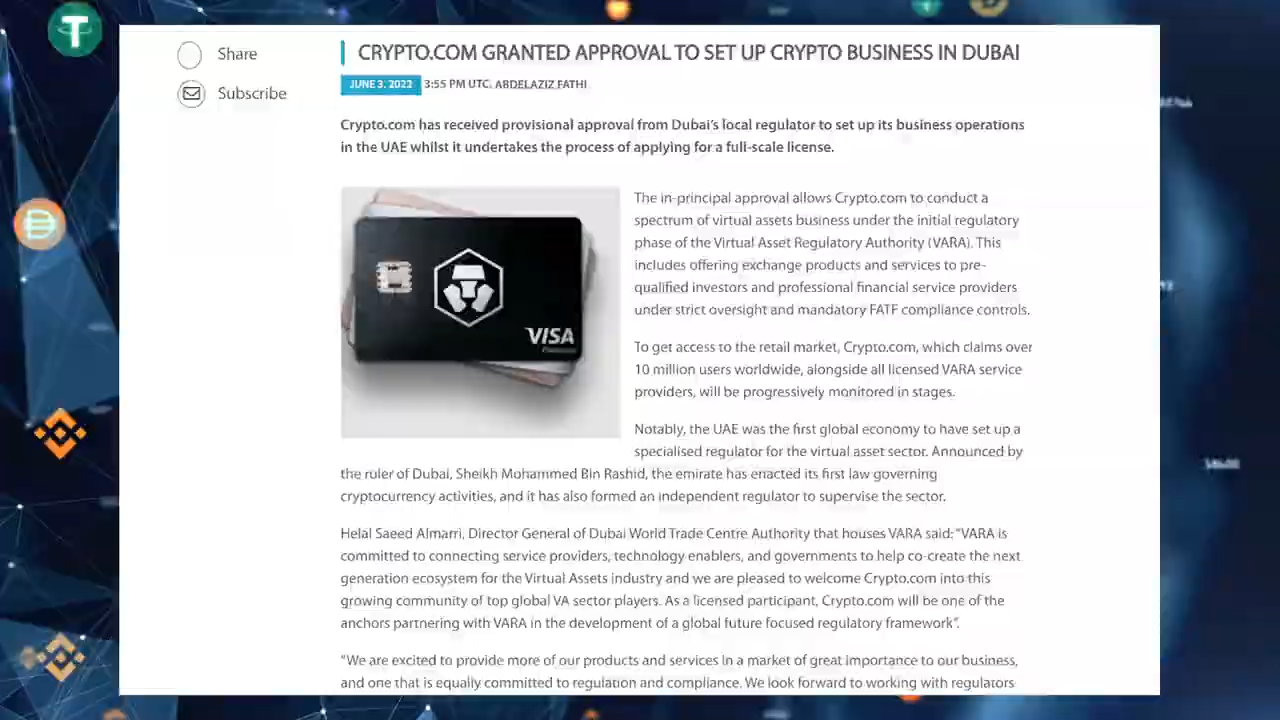 Share
Subscribe
CRYPTO.COM GRANTED APPROVAL TO SET UP CRYPTO BUSINESS IN DUBAI
JUNE 3, 2022 3:55 PM UTC, ABDELAZIZ FATHI
Crypto.com has received provisional approval from Dubai's local regulator to set up its business operations
in the UAE whilst it undertakes the process of applying for a full-scale license.
VISA
The in-principal approval allows Crypto.com to conduct a
spectrum of virtual assets business under the initial regulatory
phase of the Virtual Asset Regulatory Authority (VARA). This
includes offering exchange products and services to pre-
qualified investors and professional financial service providers
under strict oversight and mandatory FATF compliance controls.
To get access to the retail market, Crypto.com, which claims over
10 million users worldwide, alongside all licensed VARA service
providers, will be progressively monitored in stages.
Notably, the UAE was the first global economy to have set up a
specialised regulator for the virtual asset sector. Announced by
the ruler of Dubai, Sheikh Mohammed Bin Rashid, the emirate has enacted its first law governing
cryptocurrency activities, and it has also formed an independent regulator to supervise the sector.
Helal Saeed Almarri, Director General of Dubai World Trade Centre Authority that houses VARA said: "VARA is
committed to connecting service providers, technology enablers, and governments to help co-create the next
generation ecosystem for the Virtual Assets industry and we are pleased to welcome Crypto.com into this
growing community of top global VA sector players. As a licensed participant, Crypto.com will be one of the
anchors partnering with VARA in the development of a global future focused regulatory framework".
"We are excited to provide more of our products and services in a market of great importance to our business,
and one that is equally committed to regulation and compliance. We look forward to working with regulators